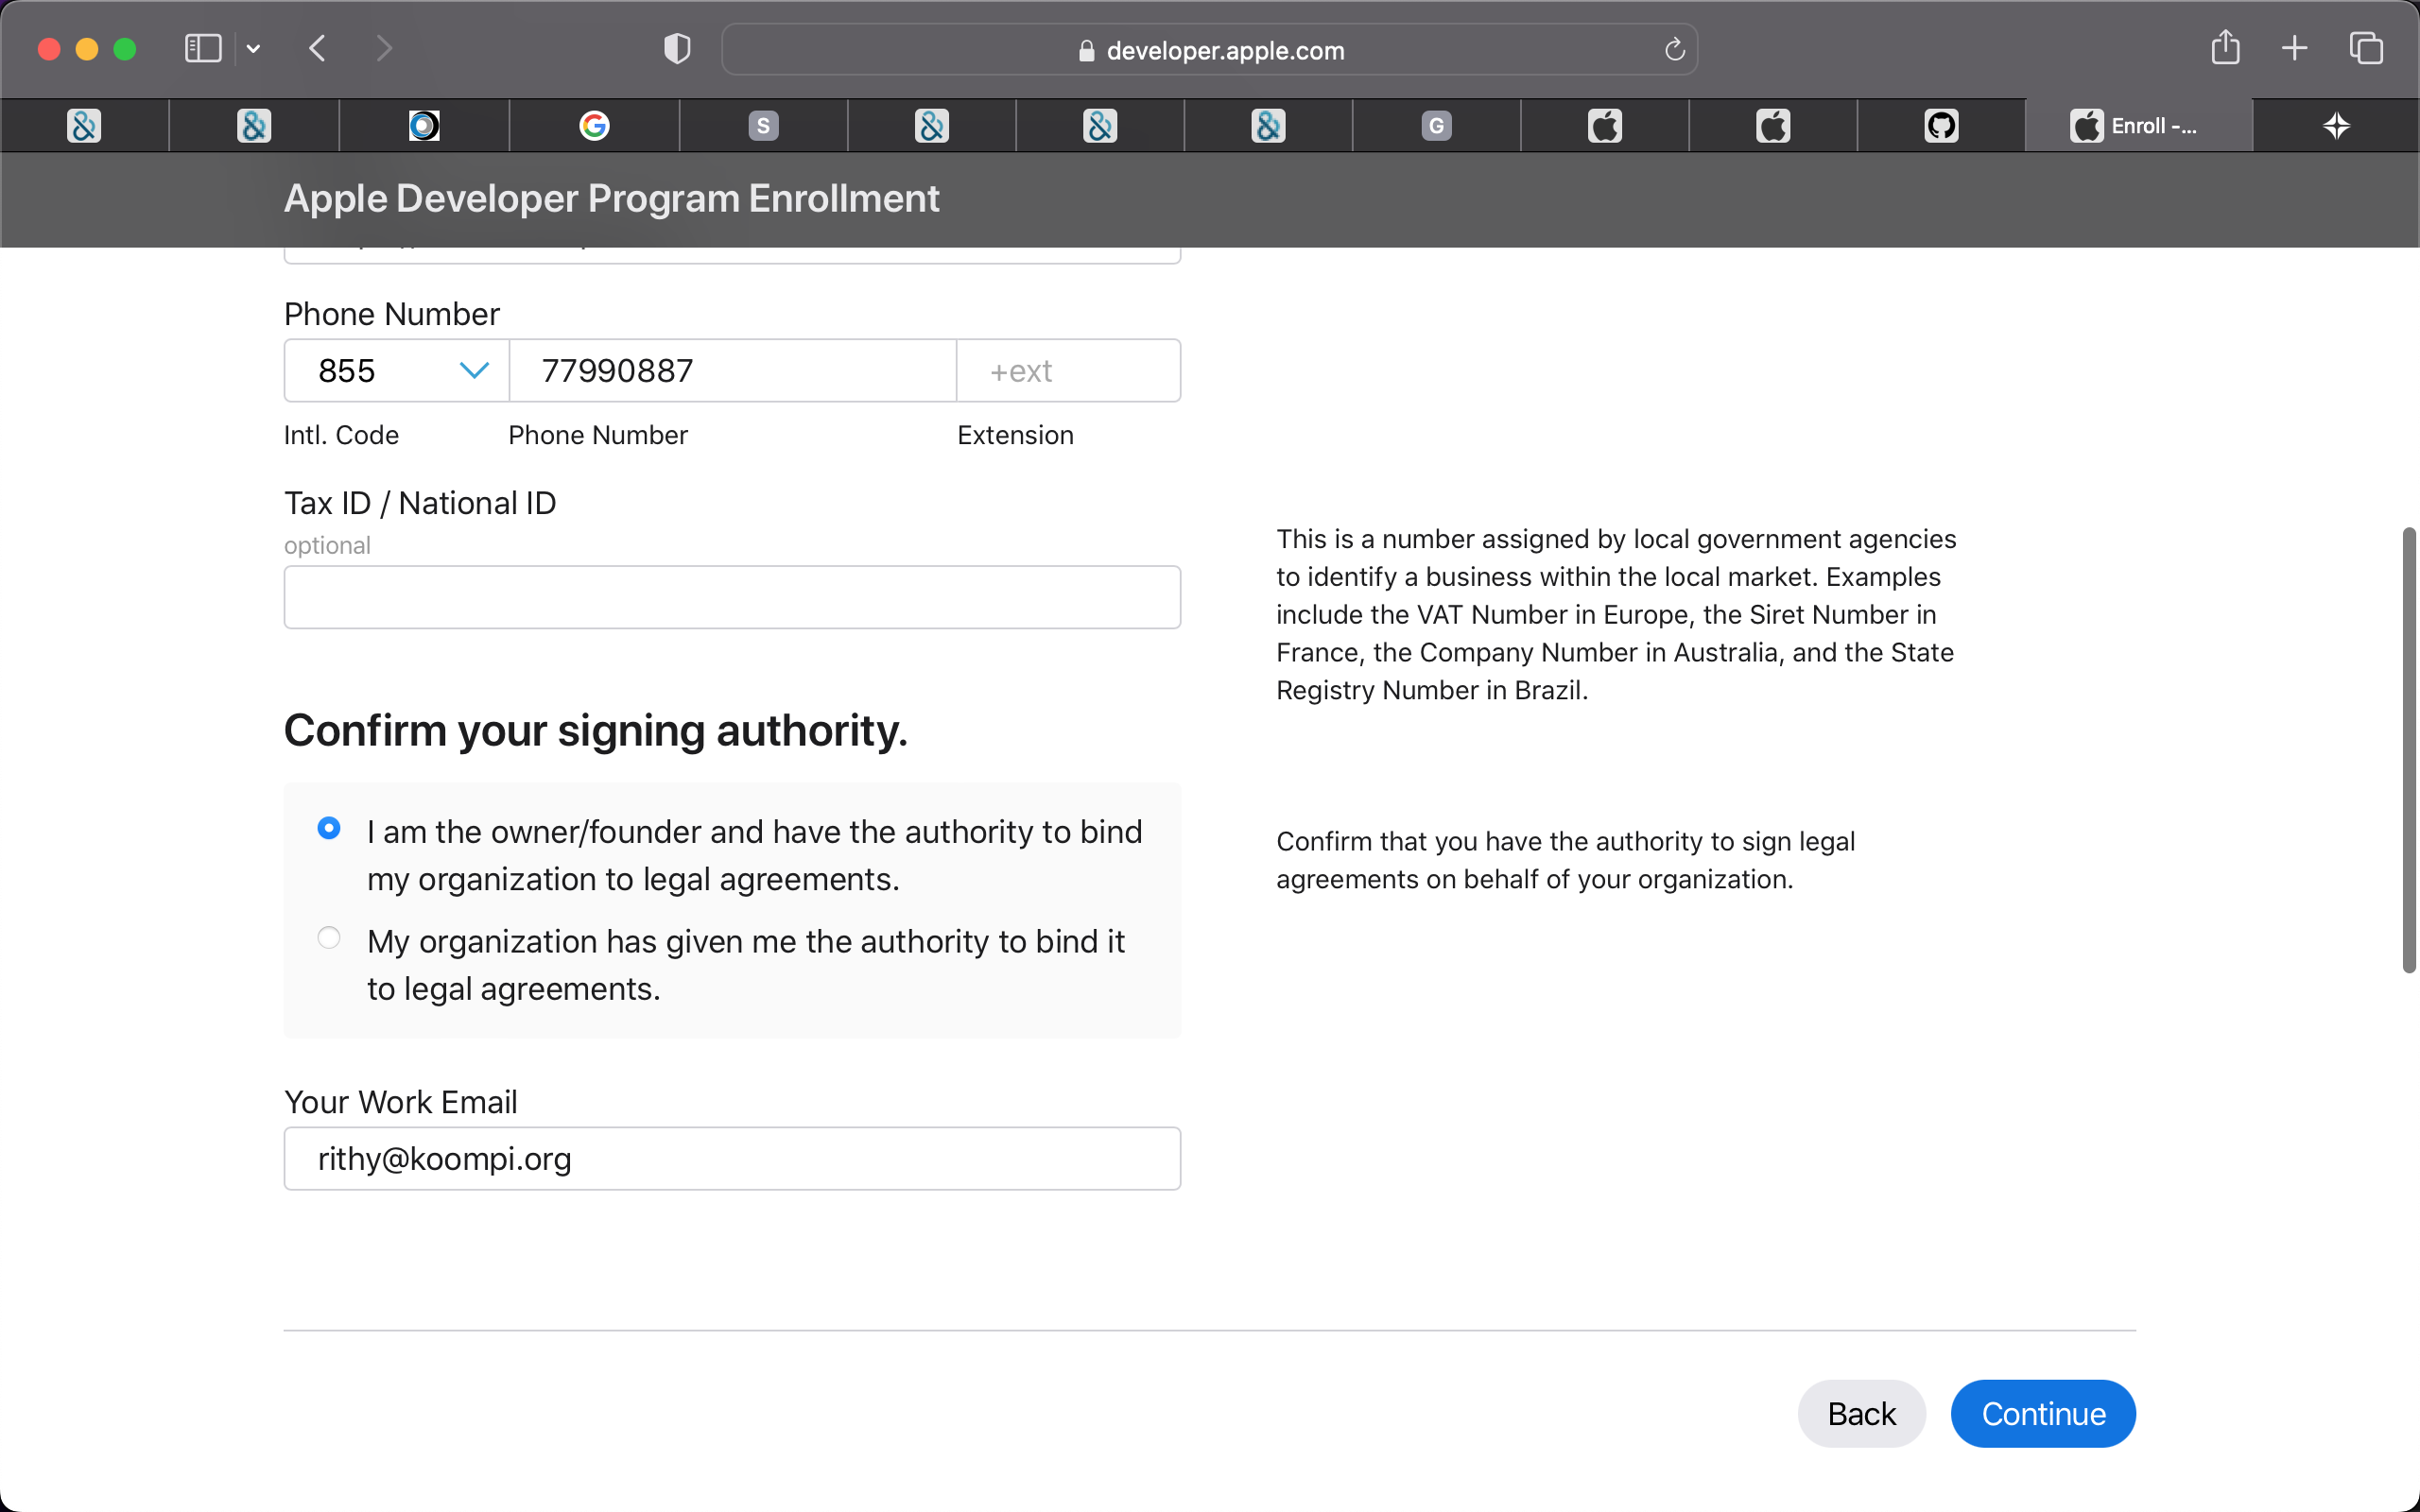 developer.apple.com
S
G
Enroll -...
Apple Developer Program Enrollment
Phone Number
855
77990887
+ext
Intl. Code
Phone Number
Extension
Tax ID / National ID
optional
This is a number assigned by local government agencies
to identify a business within the local market. Examples
include the VAT Number in Europe, the Siret Number in
France, the Company Number in Australia, and the State
Registry Number in Brazil.
Confirm your signing authority.
I am the owner/founder and have the authority to bind
my organization to legal agreements.
My organization has given me the authority to bind it
to legal agreements.
Confirm that you have the authority to sign legal
agreements on behalf of your organization.
Your Work Email
rithy@koompi.org
Back
Continue